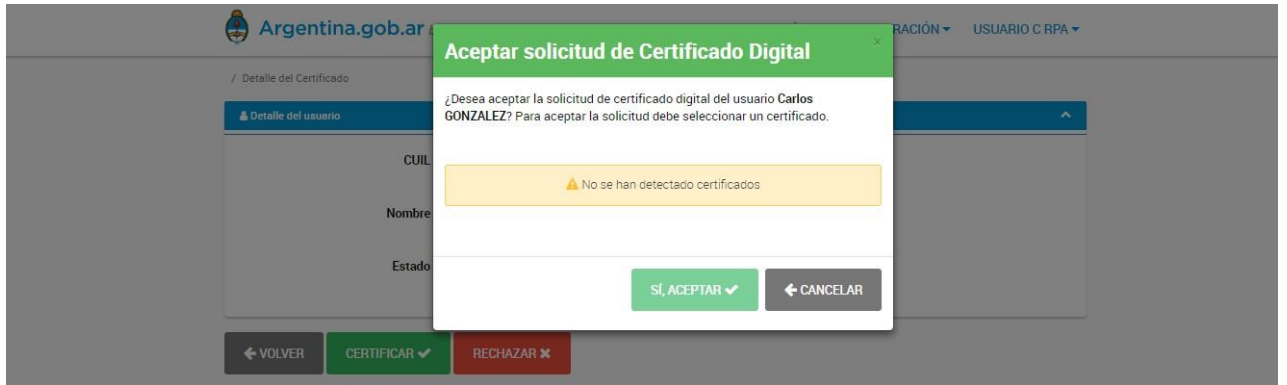 Argentina.gob.ar
RACIÓN
USUARIO C RPA
Aceptar solicitud de Certificado Digital
×
/ Detalle del Certificado
¿Desea aceptar la solicitud de certificado digital del usuario Carlos
GONZALEZ? Para aceptar la solicitud debe seleccionar un certificado.
Detalle del usuario
CUIL
No se han detectado certificados
Nombre
Estado
SÍ, ACEPTAR
CANCELAR
VOLVER
CERTIFICAR
RECHAZAR